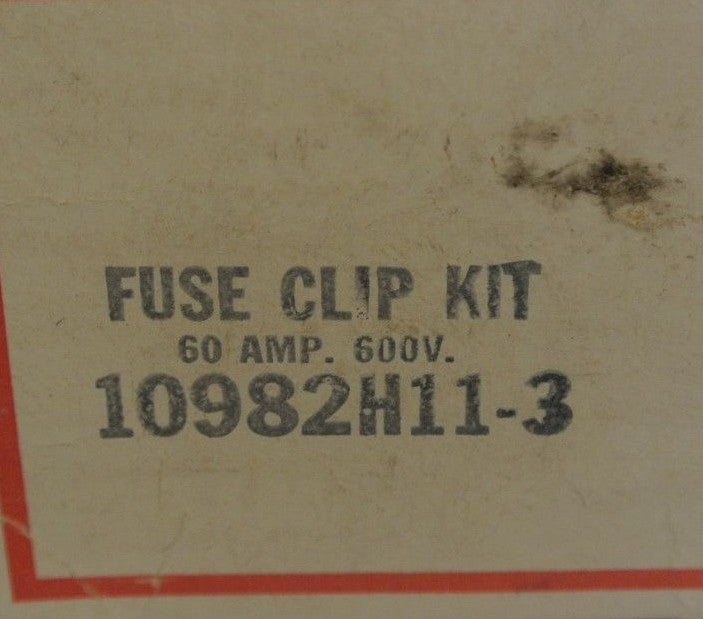 FUSE CLIP KIT
60 AMP. 600V.
10982H11-3